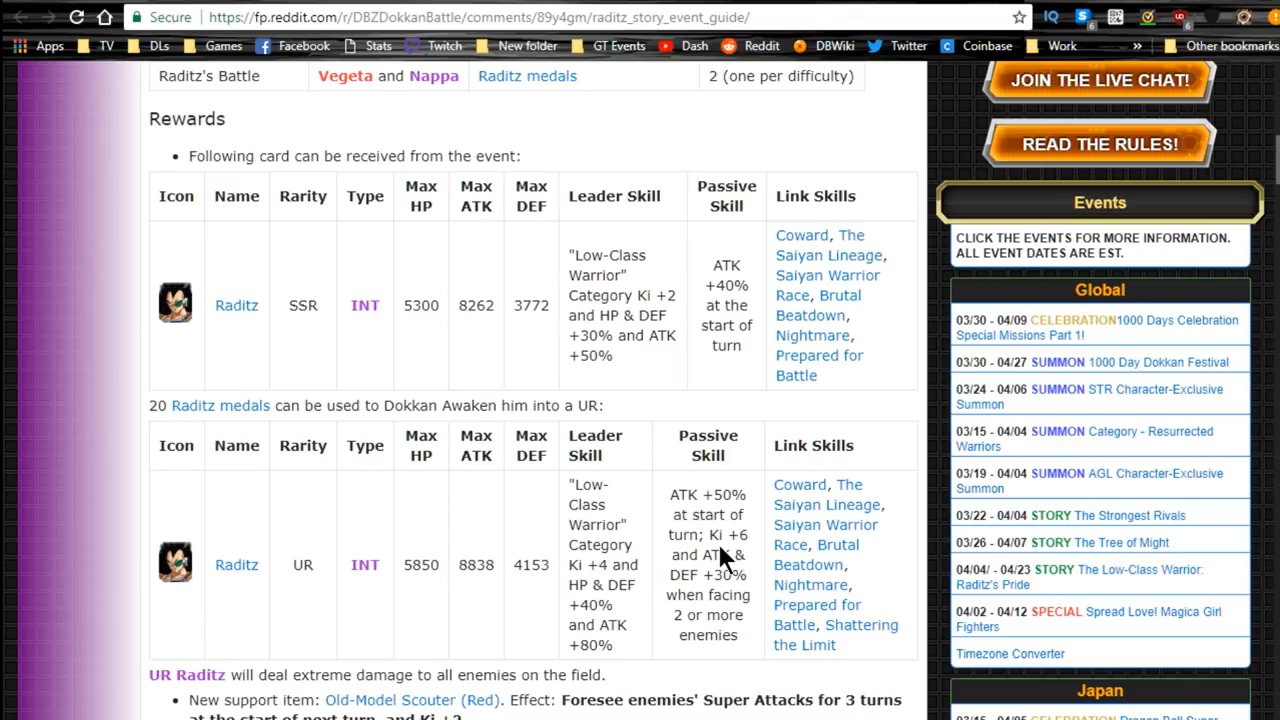 Secure | https://fp.reddit.com/r/DBZDokkanBattle/comments/89y4gm/raditz_story_event_guide/
Apps TV DLs Games Facebook Stats Twitch New folder GT Events Dash Reddit DBWiki Twitter Coinbase Work » Other bookmarks
Raditz's Battle Vegeta and Nappa Raditz medals 2 (one per difficulty)
Rewards
• Following card can be received from the event:
Icon Name Rarity Type Max HP Max ATK Max DEF Leader Skill Passive Skill Link Skills
Raditz SSR INT 5300 8262 3772
"Low-Class
Warrior"
Category Ki +2
and HP & DEF
+30% and ATK
+50%
ATK
+40%
at the
start of
turn
Coward, The
Saiyan Lineage,
Saiyan Warrior
Race, Brutal
Beatdown,
Nightmare,
Prepared for
Battle
20 Raditz medals can be used to Dokkan Awaken him into a UR:
Icon Name Rarity Type Max HP Max ATK Max DEF Leader Skill Passive Skill Link Skills
Raditz UR INT 5850 8838 4153
"Low-
Class
Warrior"
Category
Ki +4 and
HP & DEF
+40%
and ATK
+80%
ATK +50%
at start of
turn; Ki +6
and ATK &
DEF +30%
when facing
2 or more
enemies
Coward, The
Saiyan Lineage,
Saiyan Warrior
Race, Brutal
Beatdown,
Nightmare,
Prepared for
Battle, Shattering
the Limit
UR Raditz will deal extreme damage to all enemies on the field.
• New support item: Old-Model Scouter (Red). Effect: Foresee enemies' Super Attacks for 3 turns
at the start of next turn, and Ki +2
JOIN THE LIVE CHAT!
READ THE RULES!
Events
CLICK THE EVENTS FOR MORE INFORMATION.
ALL EVENT DATES ARE EST.
Global
03/30 - 04/09 CELEBRATION1000 Days Celebration
Special Missions Part 1!
03/30 - 04/27 SUMMON 1000 Day Dokkan Festival
03/24 - 04/06 SUMMON STR Character-Exclusive
Summon
03/15 - 04/04 SUMMON Category - Resurrected
Warriors
03/19 - 04/04 SUMMON AGL Character-Exclusive
Summon
03/22 - 04/04 STORY The Strongest Rivals
03/26 - 04/07 STORY The Tree of Might
04/04/ - 04/23 STORY The Low-Class Warrior:
Raditz's Pride
04/02 - 04/12 SPECIAL Spread Love! Magica Girl
Fighters
Timezone Converter
Japan